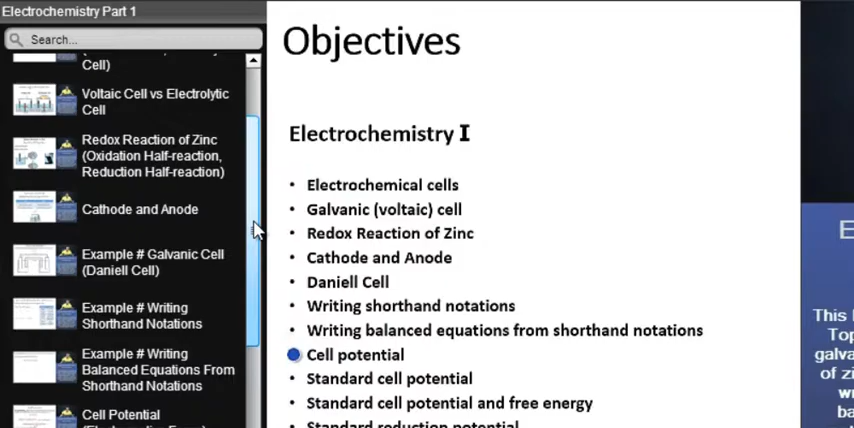 Electrochemistry Part 1
Search...
Cell)
Voltaic Cell vs Electrolytic
Cell
Redox Reaction of Zinc
(Oxidation Half-reaction,
Reduction Half-reaction)
Cathode and Anode
Example # Galvanic Cell
(Daniell Cell)
Example # Writing
Shorthand Notations
Example # Writing
Balanced Equations From
Shorthand Notations
Cell Potential
Objectives
Electrochemistry I
• Electrochemical cells
• Galvanic (voltaic) cell
• Redox Reaction of Zinc
• Cathode and Anode
• Daniell Cell
• Writing shorthand notations
• Writing balanced equations from shorthand notations
Cell potential
• Standard cell potential
• Standard cell potential and free energy
• Standard reduction potential
E
This
Top
galva
of zi
w
ba